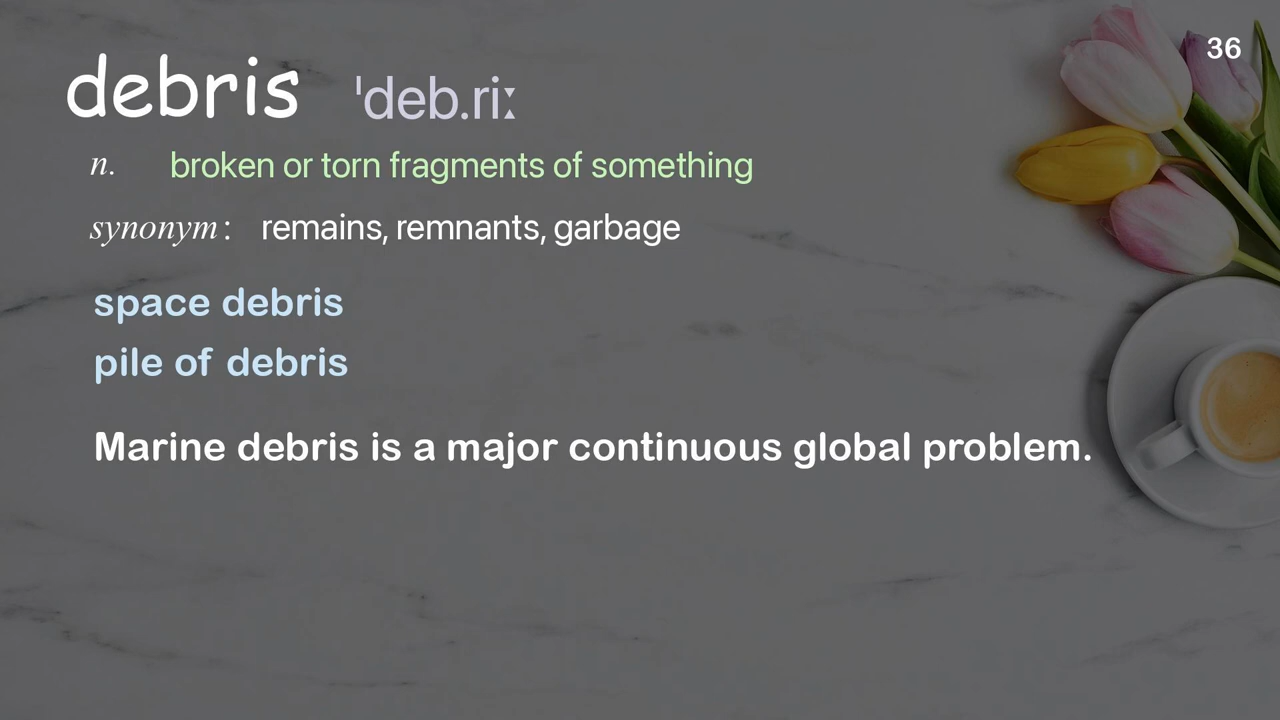 36
debris ˈdeb.riː
n. broken or torn fragments of something
synonym : remains, remnants, garbage
space debris
pile of debris
Marine debris is a major continuous global problem.